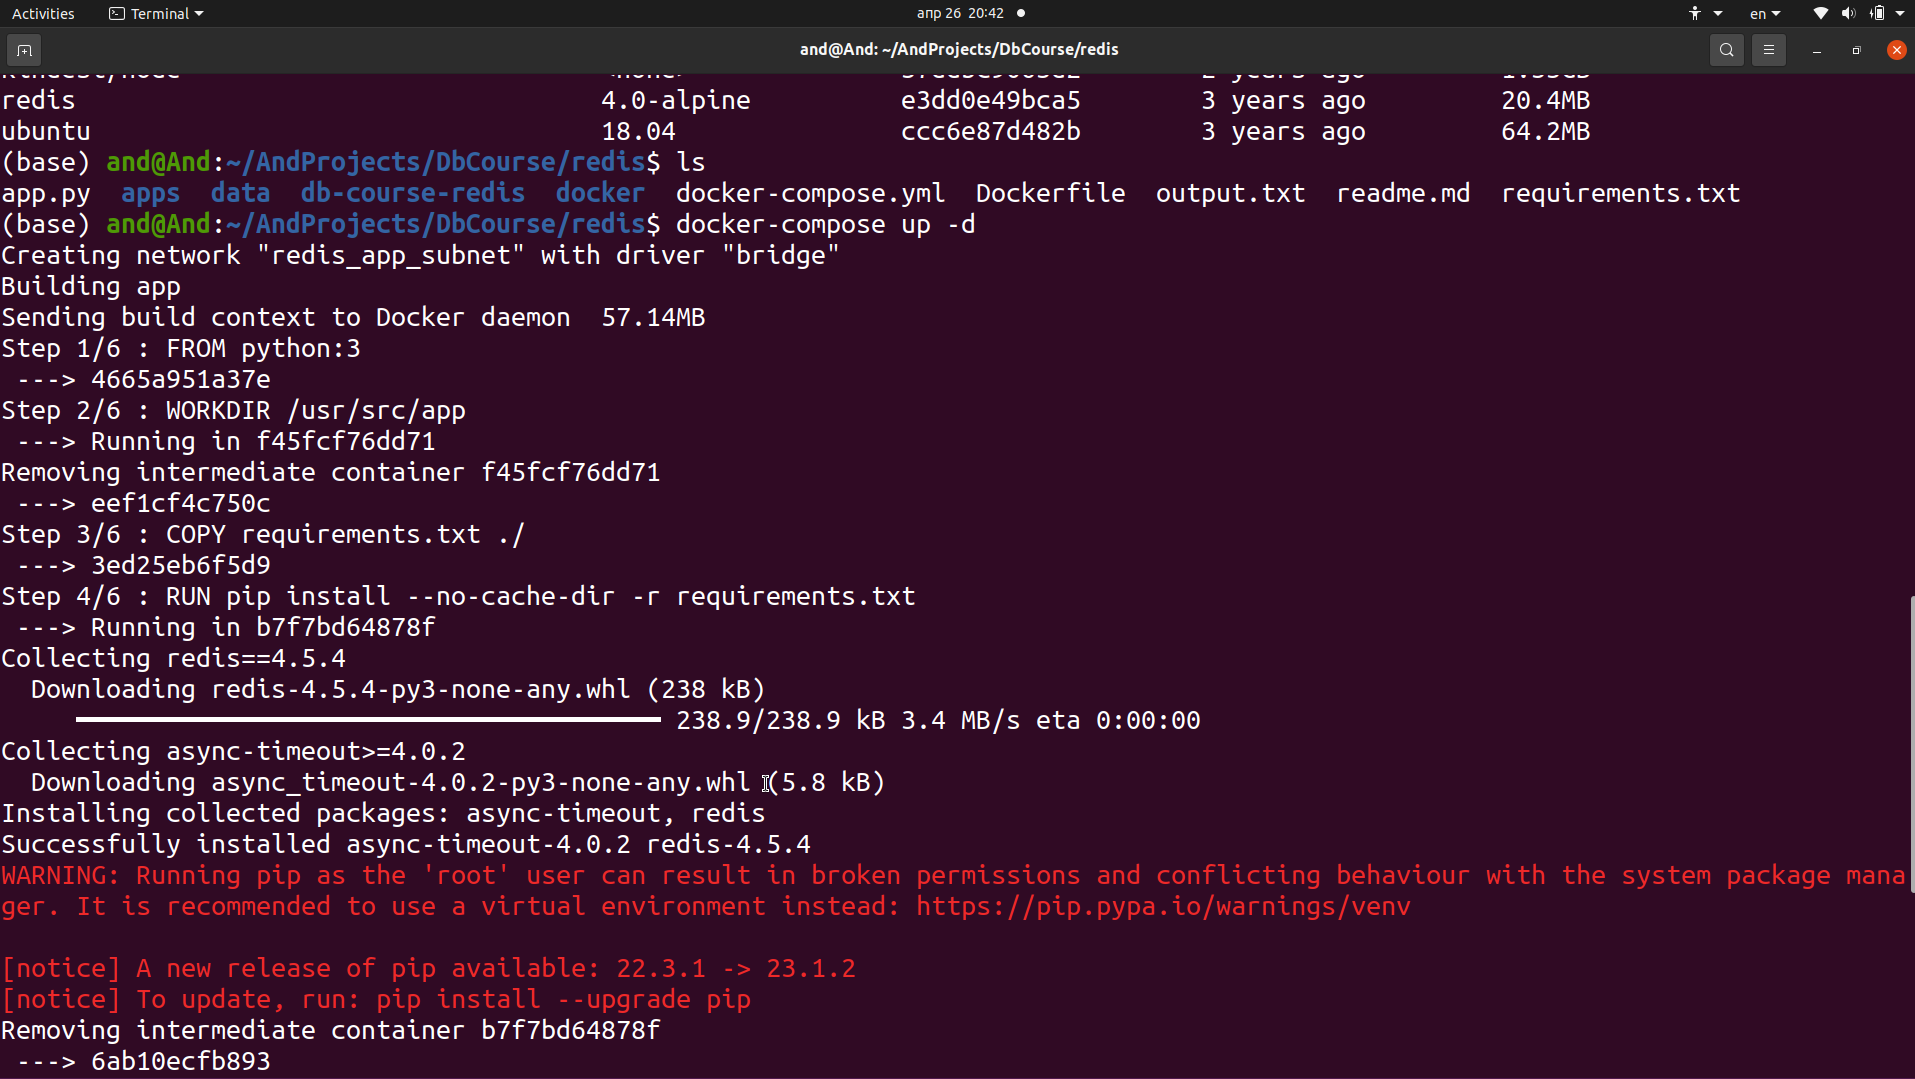 Activities Terminal апр 26 20:42 en
and@And: ~/AndProjects/DbCourse/redis
redis 4.0-alpine e3dd0e49bca5 3 years ago 20.4MB
ubuntu 18.04 ccc6e87d482b 3 years ago 64.2MB
(base) and@And:~/AndProjects/DbCourse/redis$ ls
app.py apps data db-course-redis docker docker-compose.yml Dockerfile output.txt readme.md requirements.txt
(base) and@And:~/AndProjects/DbCourse/redis$ docker-compose up -d
Creating network "redis_app_subnet" with driver "bridge"
Building app
Sending build context to Docker daemon  57.14MB
Step 1/6 : FROM python:3
 ---> 4665a951a37e
Step 2/6 : WORKDIR /usr/src/app
 ---> Running in f45fcf76dd71
Removing intermediate container f45fcf76dd71
 ---> eef1cf4c750c
Step 3/6 : COPY requirements.txt ./
 ---> 3ed25eb6f5d9
Step 4/6 : RUN pip install --no-cache-dir -r requirements.txt
 ---> Running in b7f7bd64878f
Collecting redis==4.5.4
  Downloading redis-4.5.4-py3-none-any.whl (238 kB)
238.9/238.9 kB 3.4 MB/s eta 0:00:00
Collecting async-timeout>=4.0.2
  Downloading async_timeout-4.0.2-py3-none-any.whl (5.8 kB)
Installing collected packages: async-timeout, redis
Successfully installed async-timeout-4.0.2 redis-4.5.4
WARNING: Running pip as the 'root' user can result in broken permissions and conflicting behaviour with the system package mana
ger. It is recommended to use a virtual environment instead: https://pip.pypa.io/warnings/venv
[notice] A new release of pip available: 22.3.1 -> 23.1.2
[notice] To update, run: pip install --upgrade pip
Removing intermediate container b7f7bd64878f
 ---> 6ab10ecfb893